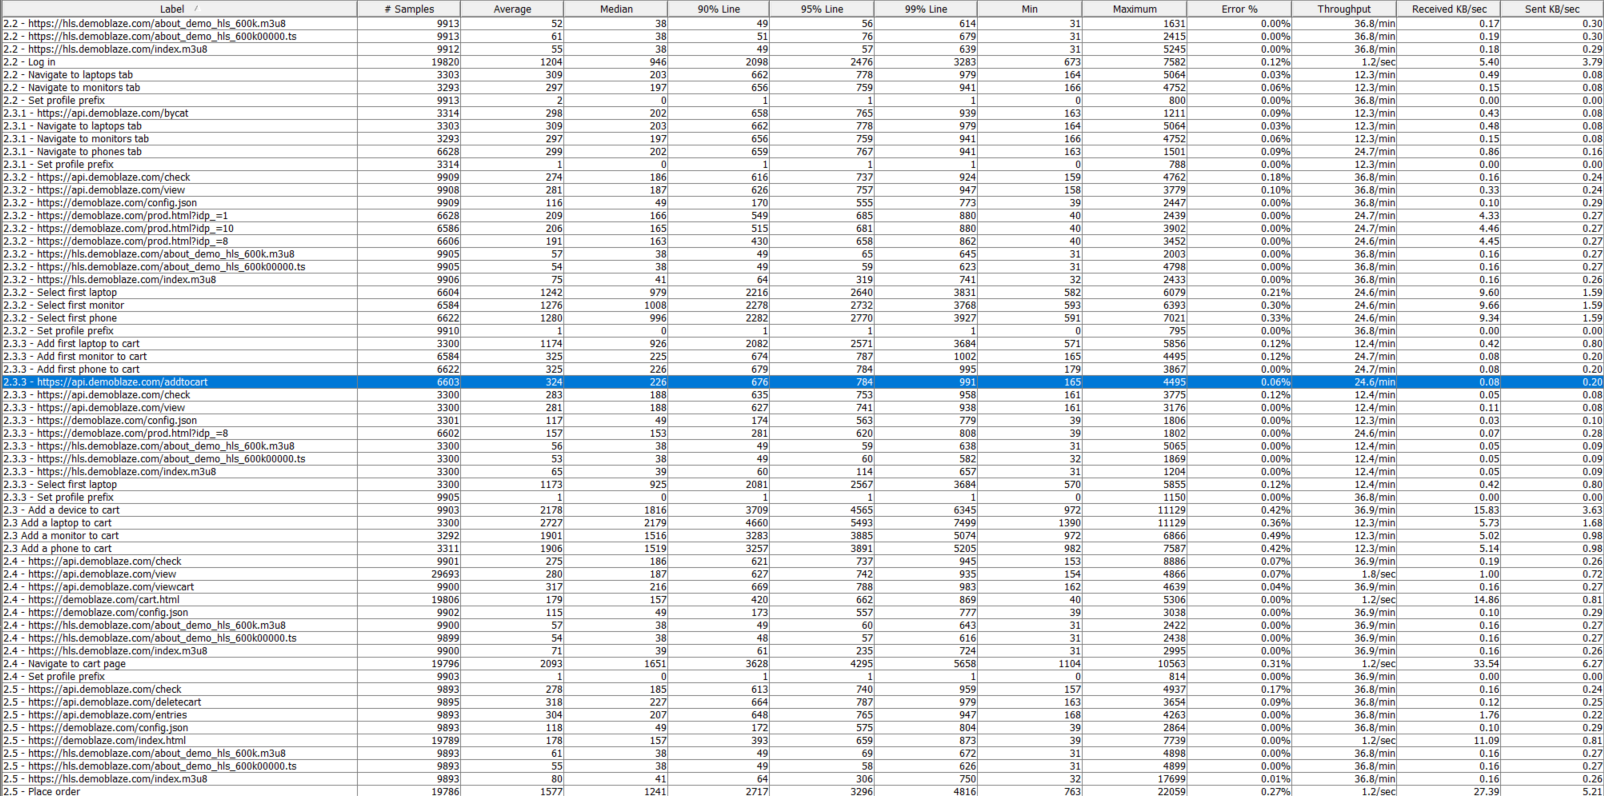 Label # Samples Average Median 90% Line 95% Line 99% Line Min Maximum Error % Throughput Received KB/sec Sent KB/sec
2.2 - https://hls.demoblaze.com/about_demo_hls_600k.m3u8 9913 52 38 49 56 614 31 1631 0.00% 36.8/min 0.17 0.30
2.2 - https://hls.demoblaze.com/about_demo_hls_600k00000.ts 9913 61 38 51 76 679 31 2415 0.00% 36.8/min 0.19 0.30
2.2 - https://hls.demoblaze.com/index.m3u8 9912 55 38 49 57 639 31 5245 0.00% 36.8/min 0.18 0.29
2.2 - Log in 19820 1204 946 2098 2476 3283 673 7582 0.12% 1.2/sec 5.40 3.79
2.2 - Navigate to laptops tab 3303 309 203 662 778 979 164 5064 0.03% 12.3/min 0.49 0.08
2.2 - Navigate to monitors tab 3293 297 197 656 759 941 166 4752 0.06% 12.3/min 0.15 0.08
2.2 - Set profile prefix 9913 2 0 1 1 1 0 800 0.00% 36.8/min 0.00 0.00
2.3.1 - https://api.demoblaze.com/bycat 3314 298 202 658 765 939 163 1211 0.09% 12.3/min 0.43 0.08
2.3.1 - Navigate to laptops tab 3303 309 203 662 778 979 164 5064 0.03% 12.3/min 0.48 0.08
2.3.1 - Navigate to monitors tab 3293 297 197 656 759 941 166 4752 0.06% 12.3/min 0.15 0.08
2.3.1 - Navigate to phones tab 6628 299 202 659 767 941 163 1501 0.09% 24.7/min 0.86 0.16
2.3.1 - Set profile prefix 3314 1 0 1 1 1 0 788 0.00% 12.3/min 0.00 0.00
2.3.2 - https://api.demoblaze.com/check 9909 274 186 616 737 924 159 4762 0.18% 36.8/min 0.16 0.24
2.3.2 - https://api.demoblaze.com/view 9908 281 187 626 757 947 158 3779 0.10% 36.8/min 0.33 0.24
2.3.2 - https://demoblaze.com/config.json 9909 116 49 170 555 773 39 2447 0.00% 36.8/min 0.10 0.29
2.3.2 - https://demoblaze.com/prod.html?idp_=1 6628 209 166 549 685 880 40 2439 0.00% 24.7/min 4.33 0.27
2.3.2 - https://demoblaze.com/prod.html?idp_=10 6586 206 165 515 681 880 40 3902 0.00% 24.7/min 4.46 0.27
2.3.2 - https://demoblaze.com/prod.html?idp_=8 6606 191 163 430 658 862 40 3452 0.00% 24.6/min 4.45 0.27
2.3.2 - https://hls.demoblaze.com/about_demo_hls_600k.m3u8 9905 57 38 49 65 645 31 2003 0.00% 36.8/min 0.16 0.27
2.3.2 - https://hls.demoblaze.com/about_demo_hls_600k00000.ts 9905 54 38 49 59 623 31 4798 0.00% 36.8/min 0.16 0.27
2.3.2 - https://hls.demoblaze.com/index.m3u8 9906 75 41 64 319 741 32 2433 0.00% 36.8/min 0.16 0.26
2.3.2 - Select first laptop 6604 1242 979 2216 2640 3831 582 6079 0.21% 24.6/min 9.60 1.59
2.3.2 - Select first monitor 6584 1276 1008 2278 2732 3768 593 6393 0.30% 24.6/min 9.66 1.59
2.3.2 - Select first phone 6622 1280 996 2282 2770 3927 591 7021 0.33% 24.6/min 9.34 1.59
2.3.2 - Set profile prefix 9910 1 0 1 1 1 0 795 0.00% 36.8/min 0.00 0.00
2.3.3 - Add first laptop to cart 3300 1174 926 2082 2571 3684 571 5856 0.12% 12.4/min 0.42 0.80
2.3.3 - Add first monitor to cart 6584 325 225 674 787 1002 165 4495 0.12% 24.7/min 0.08 0.20
2.3.3 - Add first phone to cart 6622 325 226 679 784 995 179 3867 0.00% 24.7/min 0.08 0.20
2.3.3 - https://api.demoblaze.com/addtocart 6603 324 226 676 784 991 165 4495 0.06% 24.6/min 0.08 0.20
2.3.3 - https://api.demoblaze.com/check 3300 283 188 635 753 958 161 3775 0.12% 12.4/min 0.05 0.08
2.3.3 - https://api.demoblaze.com/view 3300 281 188 627 741 938 161 3176 0.00% 12.4/min 0.11 0.08
2.3.3 - https://demoblaze.com/config.json 3301 117 49 174 563 779 39 1806 0.00% 12.3/min 0.03 0.10
2.3.3 - https://demoblaze.com/prod.html?idp_=8 6602 157 153 281 620 808 39 1802 0.00% 24.6/min 0.07 0.28
2.3.3 - https://hls.demoblaze.com/about_demo_hls_600k.m3u8 3300 56 38 49 59 638 31 5065 0.00% 12.4/min 0.05 0.09
2.3.3 - https://hls.demoblaze.com/about_demo_hls_600k00000.ts 3300 53 38 49 60 582 32 1869 0.00% 12.4/min 0.05 0.09
2.3.3 - https://hls.demoblaze.com/index.m3u8 3300 65 39 60 114 657 31 1204 0.00% 12.4/min 0.05 0.09
2.3.3 - Select first laptop 3300 1173 925 2081 2567 3684 570 5855 0.12% 12.4/min 0.42 0.80
2.3.3 - Set profile prefix 9905 1 0 1 1 1 0 1150 0.00% 36.8/min 0.00 0.00
2.3 - Add a device to cart 9903 2178 1816 3709 4565 6345 972 11129 0.42% 36.9/min 15.83 3.63
2.3 Add a laptop to cart 3300 2727 2179 4660 5493 7499 1390 11129 0.36% 12.3/min 5.73 1.68
2.3 Add a monitor to cart 3292 1901 1516 3283 3885 5074 972 6866 0.49% 12.3/min 5.02 0.98
2.3 Add a phone to cart 3311 1906 1519 3257 3891 5205 982 7587 0.42% 12.3/min 5.14 0.98
2.4 - https://api.demoblaze.com/check 9901 275 186 621 737 945 153 8886 0.14% 36.9/min 0.19 0.26
2.4 - https://api.demoblaze.com/view 29693 280 187 627 742 935 154 4866 0.07% 1.8/sec 1.00 0.72
2.4 - https://api.demoblaze.com/viewcart 9900 317 216 669 788 983 162 4639 0.04% 36.9/min 0.16 0.27
2.4 - https://demoblaze.com/cart.html 19806 179 157 420 662 869 40 5306 0.00% 1.2/sec 14.86 0.81
2.4 - https://demoblaze.com/config.json 9902 115 49 173 557 777 39 3038 0.00% 36.9/min 0.10 0.29
2.4 - https://hls.demoblaze.com/about_demo_hls_600k.m3u8 9900 57 38 49 60 643 31 2422 0.00% 36.9/min 0.16 0.27
2.4 - https://hls.demoblaze.com/about_demo_hls_600k00000.ts 9899 54 38 48 57 616 31 2438 0.00% 36.9/min 0.16 0.27
2.4 - https://hls.demoblaze.com/index.m3u8 9900 71 39 61 235 724 31 2995 0.00% 36.9/min 0.16 0.26
2.4 - Navigate to cart page 19796 2093 1651 3628 4295 5658 1104 10563 0.31% 1.2/sec 33.54 6.27
2.4 - Set profile prefix 9903 1 0 1 1 1 0 814 0.00% 36.9/min 0.00 0.00
2.5 - https://api.demoblaze.com/check 9893 278 185 613 740 959 157 4937 0.17% 36.8/min 0.16 0.24
2.5 - https://api.demoblaze.com/deletecart 9895 318 227 664 787 979 163 3654 0.09% 36.8/min 0.12 0.25
2.5 - https://api.demoblaze.com/entries 9893 304 207 648 765 947 168 4263 0.09% 36.8/min 1.76 0.22
2.5 - https://demoblaze.com/config.json 9893 118 49 172 575 804 39 2864 0.00% 36.8/min 0.10 0.29
2.5 - https://demoblaze.com/index.html 19789 178 157 393 659 873 39 7739 0.00% 1.2/sec 11.09 0.81
2.5 - https://hls.demoblaze.com/about_demo_hls_600k.m3u8 9893 61 38 49 69 672 31 4898 0.00% 36.8/min 0.16 0.27
2.5 - https://hls.demoblaze.com/about_demo_hls_600k00000.ts 9893 55 38 49 58 626 31 4899 0.00% 36.8/min 0.16 0.27
2.5 - https://hls.demoblaze.com/index.m3u8 9893 80 41 64 306 750 32 17699 0.01% 36.8/min 0.16 0.26
2.5 - Place order 19786 1577 1241 2717 3296 4816 763 22059 0.27% 1.2/sec 27.39 5.21